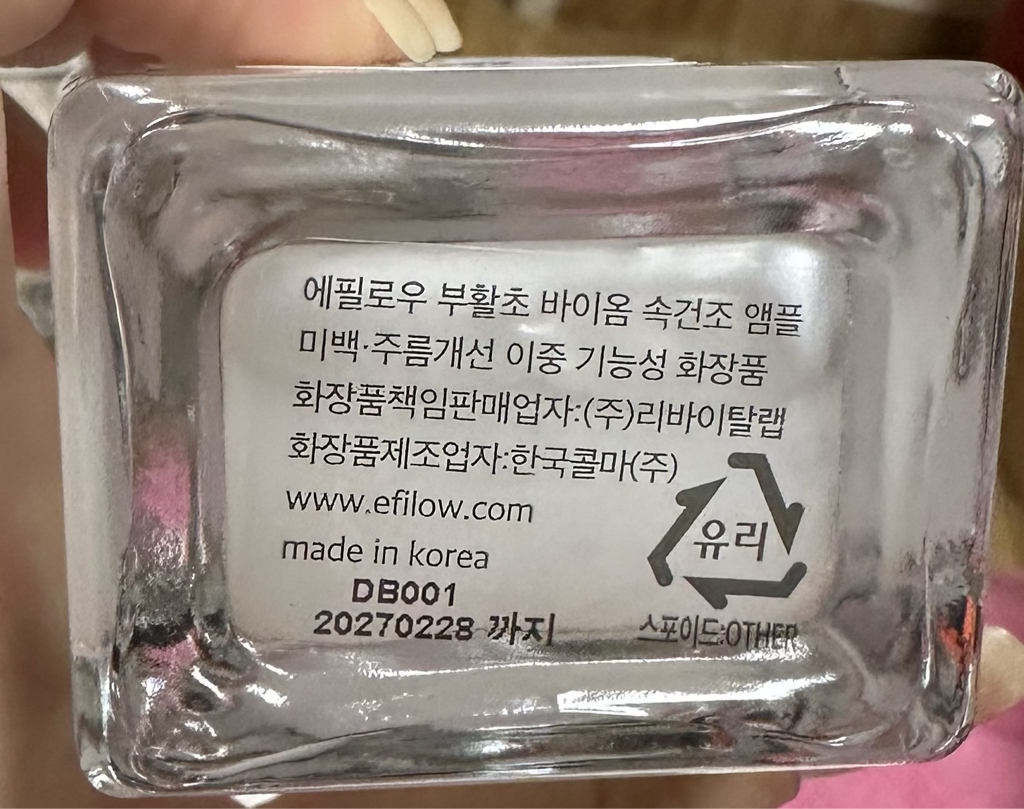 에필로우 부활초 바이옴 속건조 앰플
미백·주름개선 이중 기능성 화장품
화장품책임판매업자:(주)리바이탈랩
화장품제조업자:한국콜마(주)
www.efilow.com
made in korea
DB001
20270228 까지
유리
스포이드:OTHER